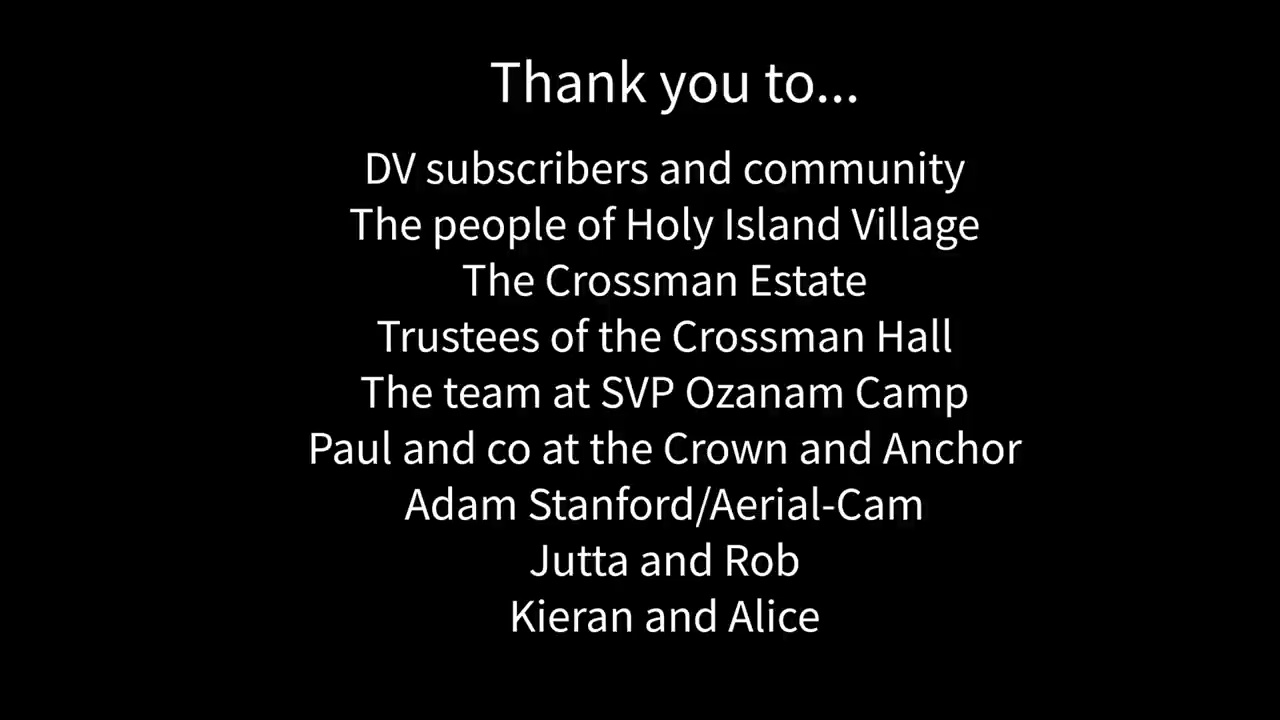 Thank you to...
DV subscribers and community
The people of Holy Island Village
The Crossman Estate
Trustees of the Crossman Hall
The team at SVP Ozanam Camp
Paul and co at the Crown and Anchor
Adam Stanford/Aerial-Cam
Jutta and Rob
Kieran and Alice